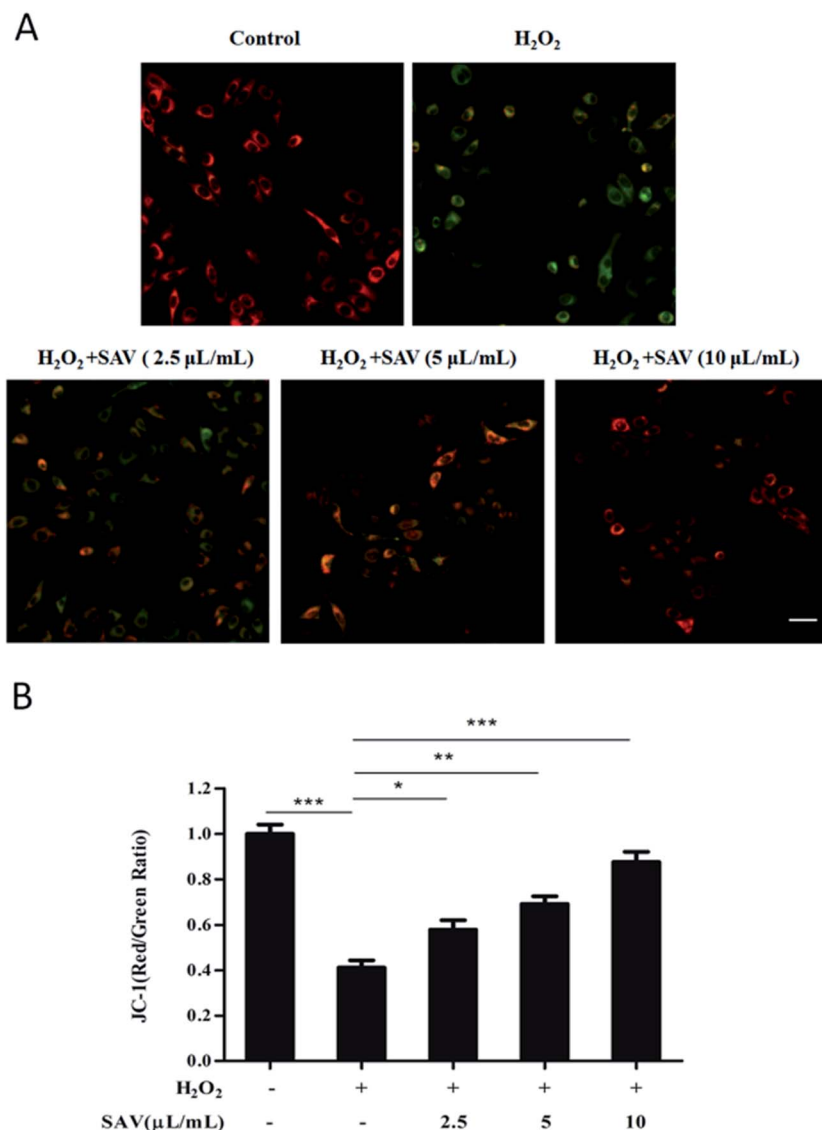 A
Control
H₂O₂
H₂O₂ +SAV ( 2.5 μL/mL)
H₂O₂ +SAV (5 μL/mL)
H₂O₂ +SAV (10 μL/mL)
B
***
**
*
***
JC-1(Red/Green Ratio)
1.2
1.0
0.8
0.6
0.4
0.2
0.0
H₂O₂ - + + + +
SAV(μL/mL) - - 2.5 5 10